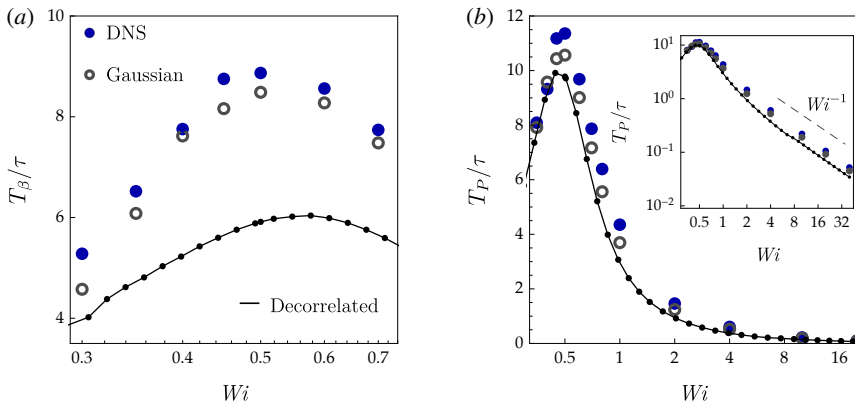 (a)
10
8
6
4
T_β/τ
DNS
Gaussian
Decorrelated
0.3
0.4
0.5
0.6
0.7
Wi
(b)
12
10
8
6
4
2
0
T_P/τ
0.5
1
2
4
8
16
Wi
10^1
10^0
10^−1
10^−2
T_P/τ
Wi^−1
0.5
1
2
4
8
16
32
Wi